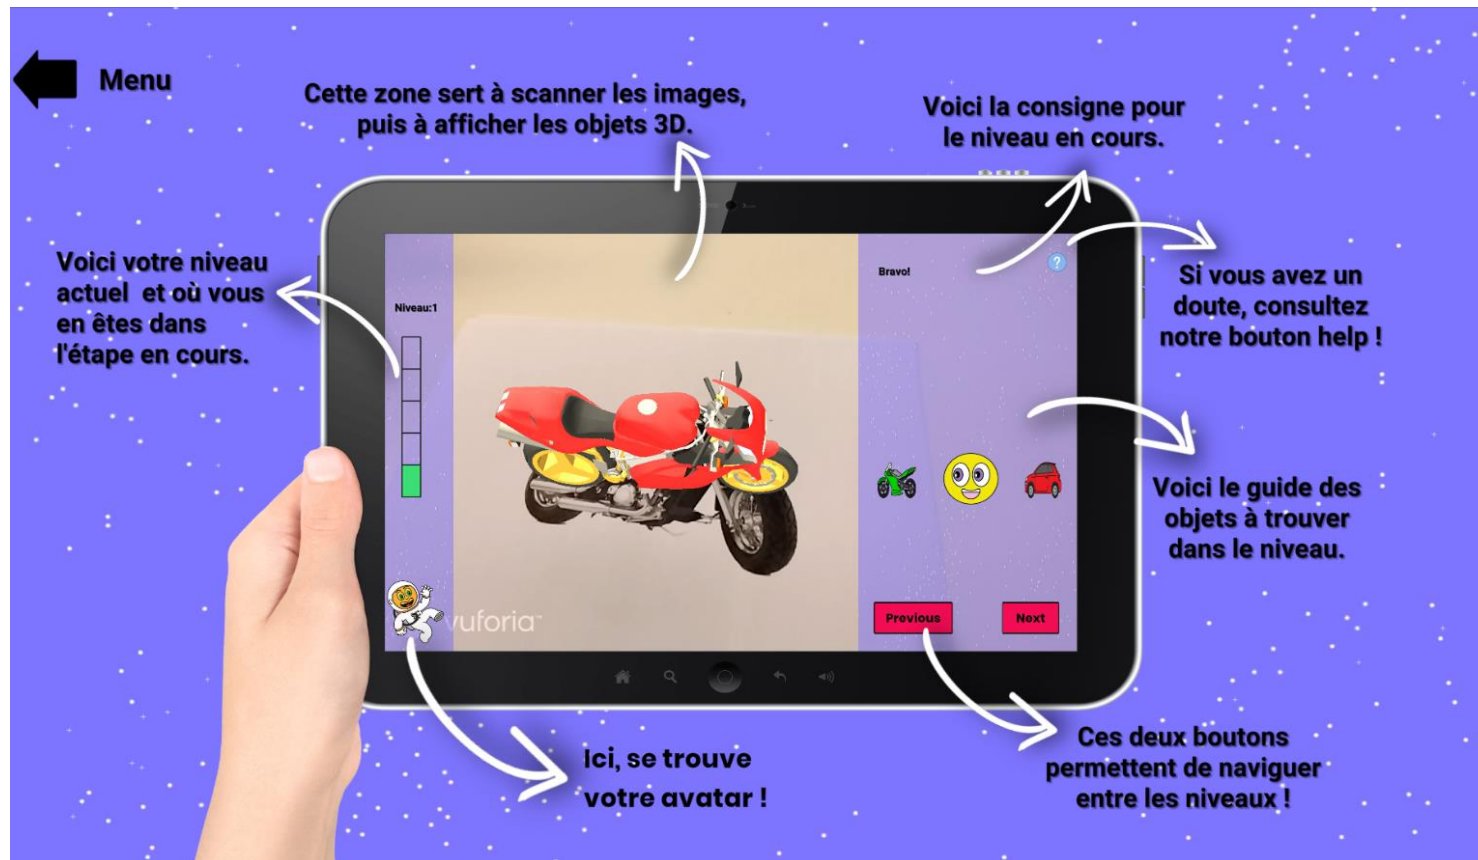 Menu
Cette zone sert à scanner les images,
puis à afficher les objets 3D.
Voici la consigne pour
le niveau en cours.
Voici votre niveau
actuel et où vous
en êtes dans
l'étape en cours.
Si vous avez un
doute, consultez
notre bouton help !
Niveau:1
Bravo!
?
Voici le guide des
objets à trouver
dans le niveau.
Previous
Next
vuforia™
Ici, se trouve
votre avatar !
Ces deux boutons
permettent de naviguer
entre les niveaux !